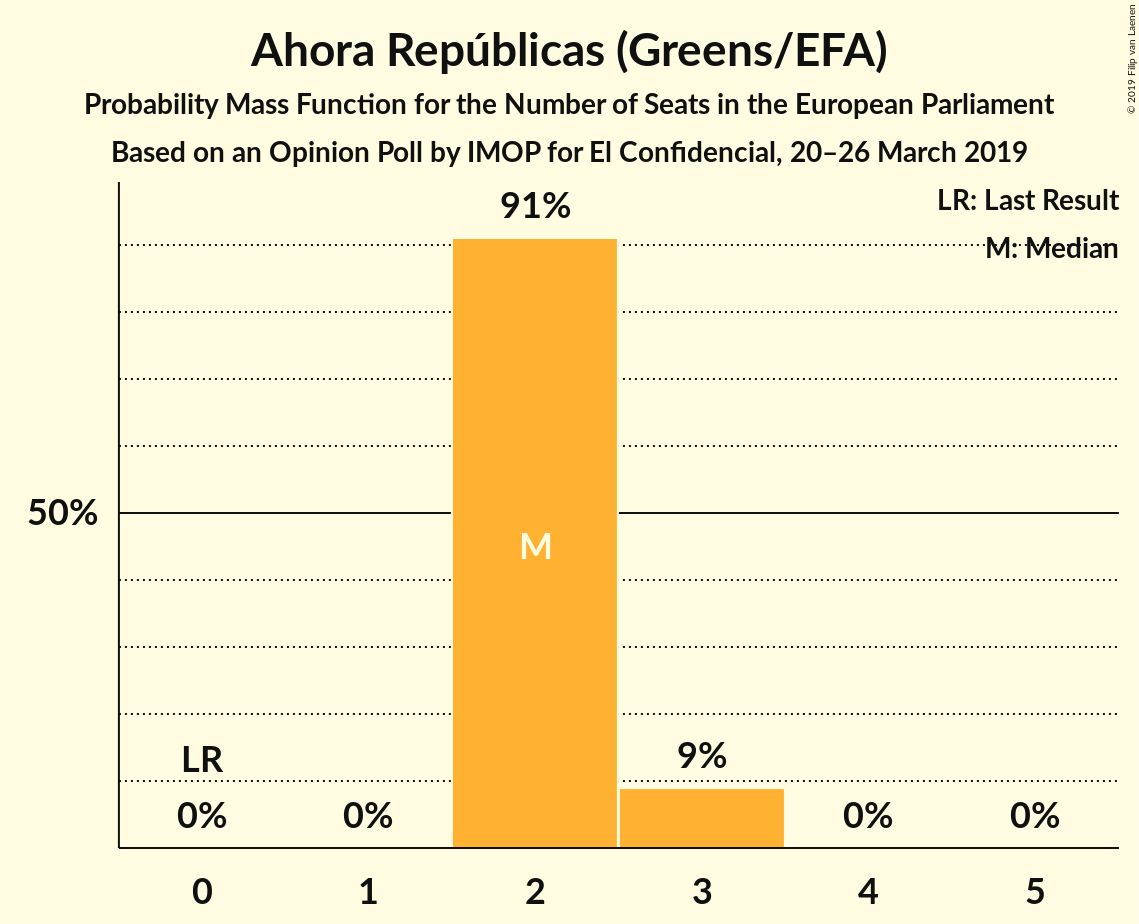 Ahora Repúblicas (Greens/EFA)
Probability Mass Function for the Number of Seats in the European Parliament
Based on an Opinion Poll by IMOP for El Confidencial, 20–26 March 2019
© 2019 Filip van Laenen
LR: Last Result
M: Median
91%
50%
M
LR
9%
0% 0% 0% 0%
0 1 2 3 4 5